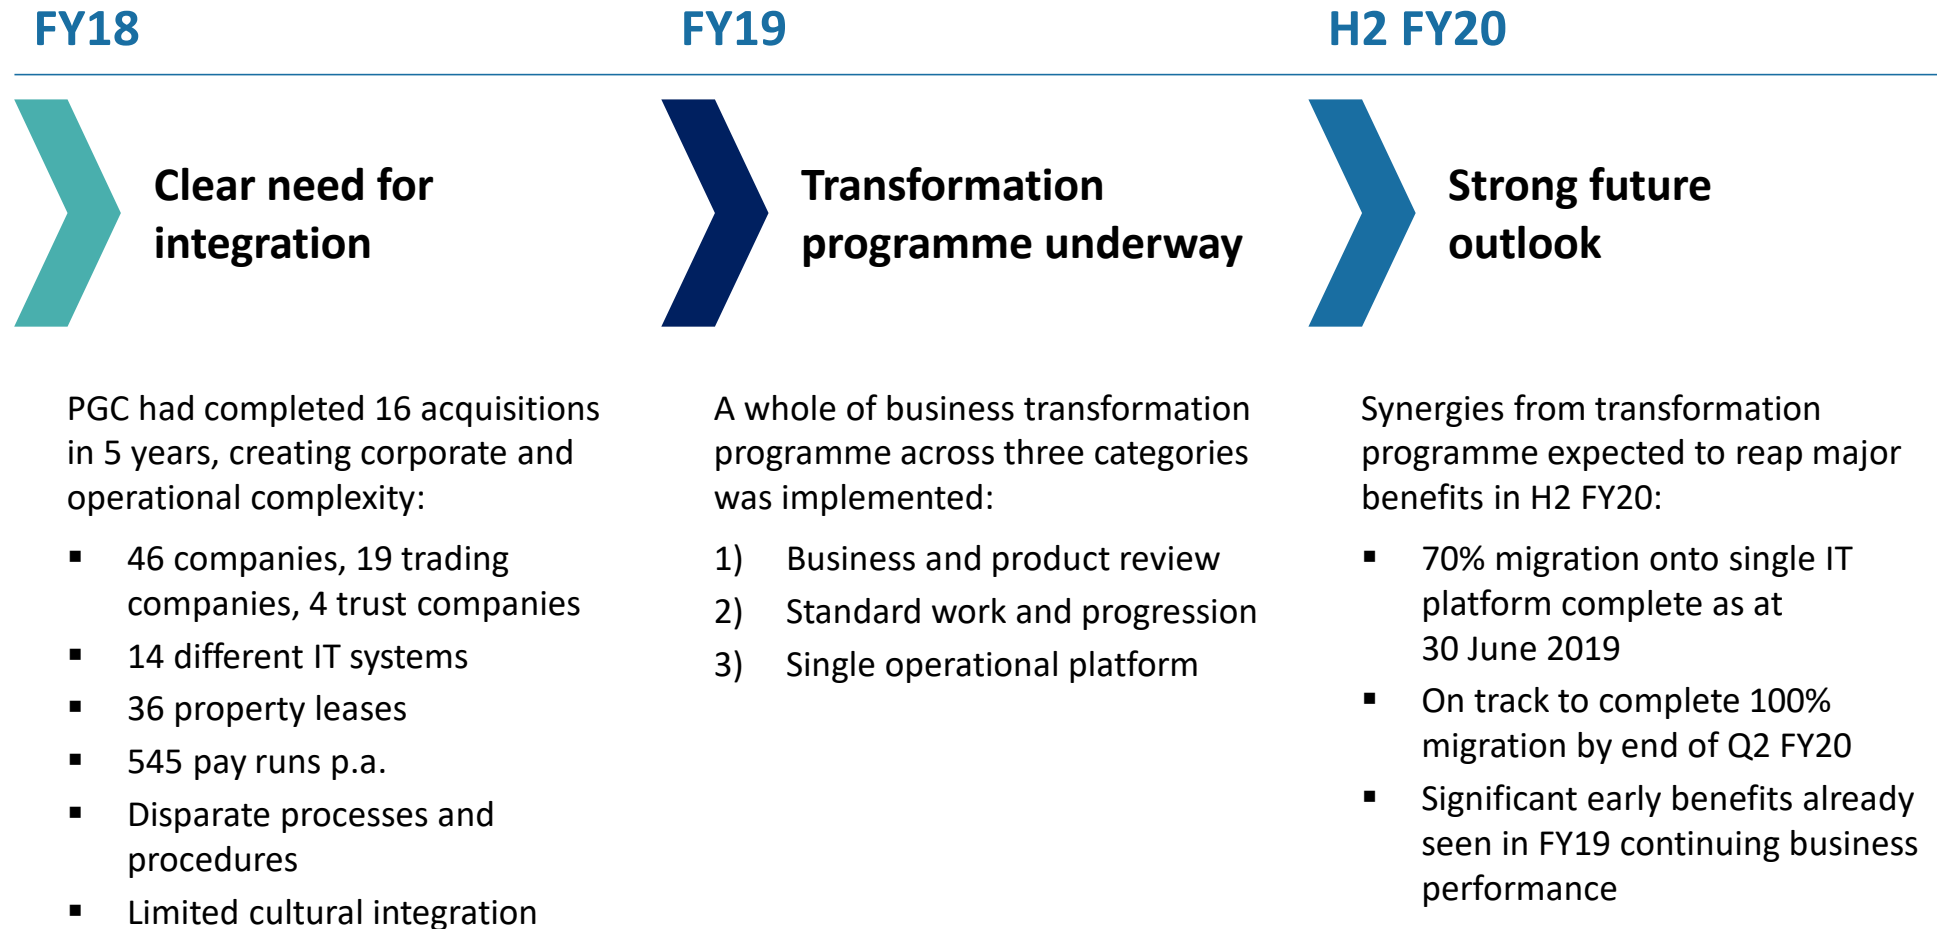 FY18
Clear need for
integration
PGC had completed 16 acquisitions
in 5 years, creating corporate and
operational complexity:
▪ 46 companies, 19 trading
companies, 4 trust companies
▪ 14 different IT systems
▪ 36 property leases
▪ 545 pay runs p.a.
▪ Disparate processes and
procedures
▪ Limited cultural integration
FY19
Transformation
programme underway
A whole of business transformation
programme across three categories
was implemented:
1) Business and product review
2) Standard work and progression
3) Single operational platform
H2 FY20
Strong future
outlook
Synergies from transformation
programme expected to reap major
benefits in H2 FY20:
▪ 70% migration onto single IT
platform complete as at
30 June 2019
▪ On track to complete 100%
migration by end of Q2 FY20
▪ Significant early benefits already
seen in FY19 continuing business
performance